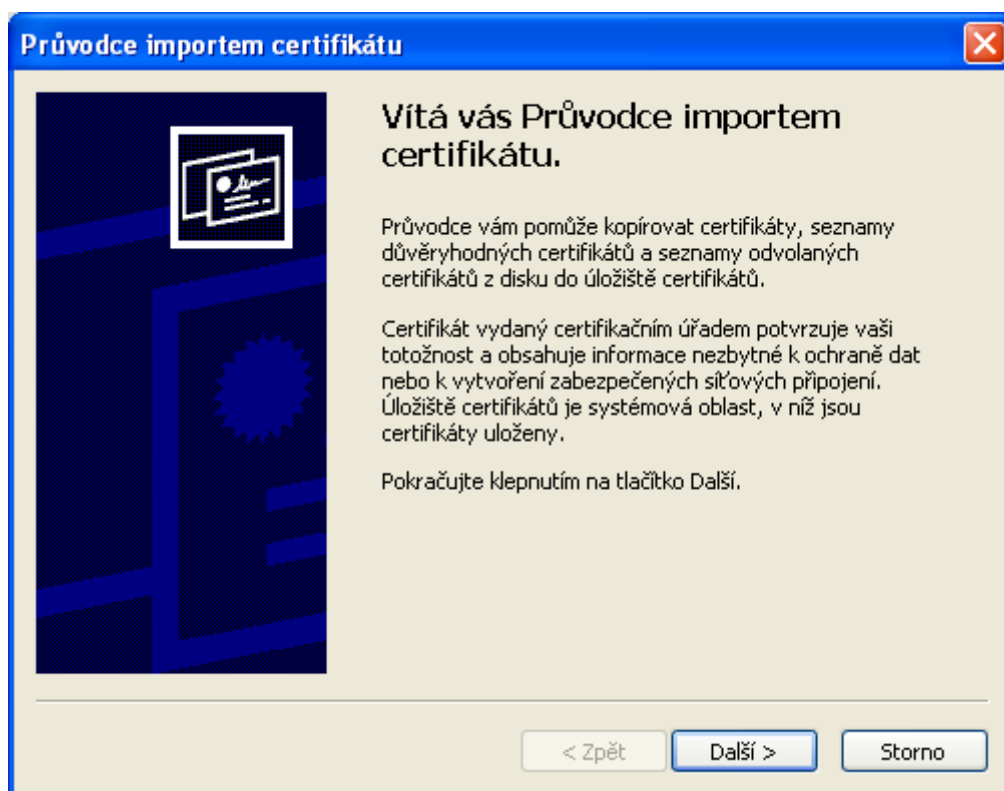 Průvodce importem certifikátu
Vítá vás Průvodce importem
certifikátu.
Průvodce vám pomůže kopírovat certifikáty, seznamy
důvěryhodných certifikátů a seznamy odvolaných
certifikátů z disku do úložiště certifikátů.
Certifikát vydaný certifikačním úřadem potvrzuje vaši
totožnost a obsahuje informace nezbytné k ochraně dat
nebo k vytvoření zabezpečených síťových připojení.
Úložiště certifikátů je systémová oblast, v níž jsou
certifikáty uloženy.
Pokračujte klepnutím na tlačítko Další.
< Zpět Další > Storno